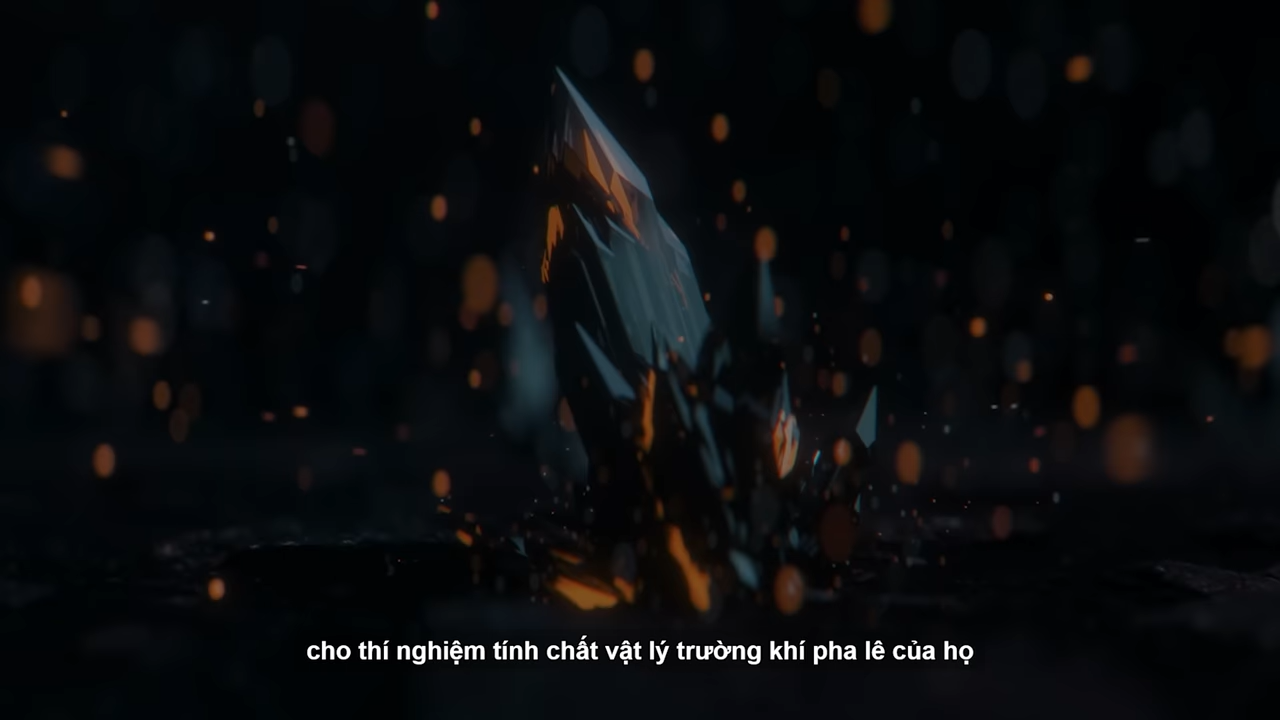 cho thí nghiệm tính chất vật lý trường khí pha lê của họ